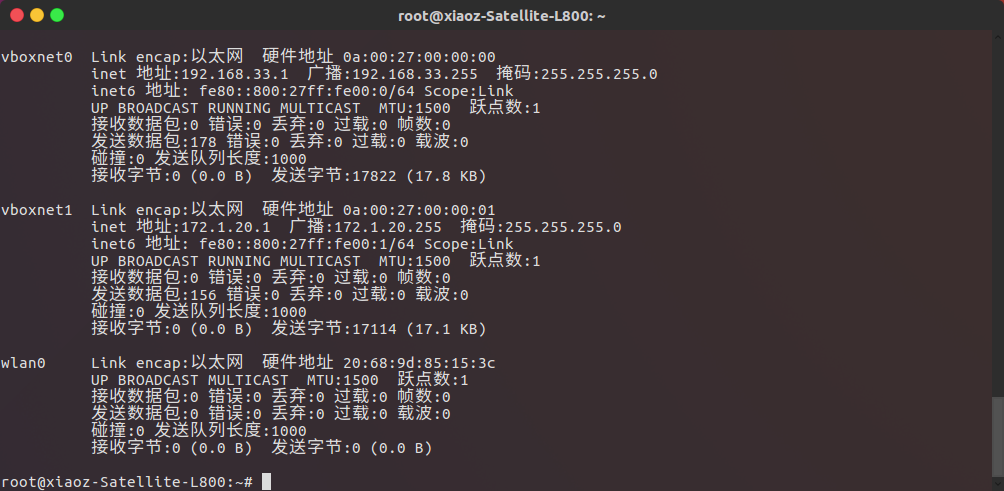 root@xiaoz-Satellite-L800: ~
vboxnet0  Link encap:以太网  硬件地址 0a:00:27:00:00:00
          inet 地址:192.168.33.1  广播:192.168.33.255  掩码:255.255.255.0
          inet6 地址: fe80::800:27ff:fe00:0/64 Scope:Link
          UP BROADCAST RUNNING MULTICAST  MTU:1500  跃点数:1
          接收数据包:0 错误:0 丢弃:0 过载:0 帧数:0
          发送数据包:178 错误:0 丢弃:0 过载:0 载波:0
          碰撞:0 发送队列长度:1000
          接收字节:0 (0.0 B)  发送字节:17822 (17.8 KB)
vboxnet1  Link encap:以太网  硬件地址 0a:00:27:00:00:01
          inet 地址:172.1.20.1  广播:172.1.20.255  掩码:255.255.255.0
          inet6 地址: fe80::800:27ff:fe00:1/64 Scope:Link
          UP BROADCAST RUNNING MULTICAST  MTU:1500  跃点数:1
          接收数据包:0 错误:0 丢弃:0 过载:0 帧数:0
          发送数据包:156 错误:0 丢弃:0 过载:0 载波:0
          碰撞:0 发送队列长度:1000
          接收字节:0 (0.0 B)  发送字节:17114 (17.1 KB)
wlan0     Link encap:以太网  硬件地址 20:68:9d:85:15:3c
          UP BROADCAST MULTICAST  MTU:1500  跃点数:1
          接收数据包:0 错误:0 丢弃:0 过载:0 帧数:0
          发送数据包:0 错误:0 丢弃:0 过载:0 载波:0
          碰撞:0 发送队列长度:1000
          接收字节:0 (0.0 B)  发送字节:0 (0.0 B)
root@xiaoz-Satellite-L800:~#